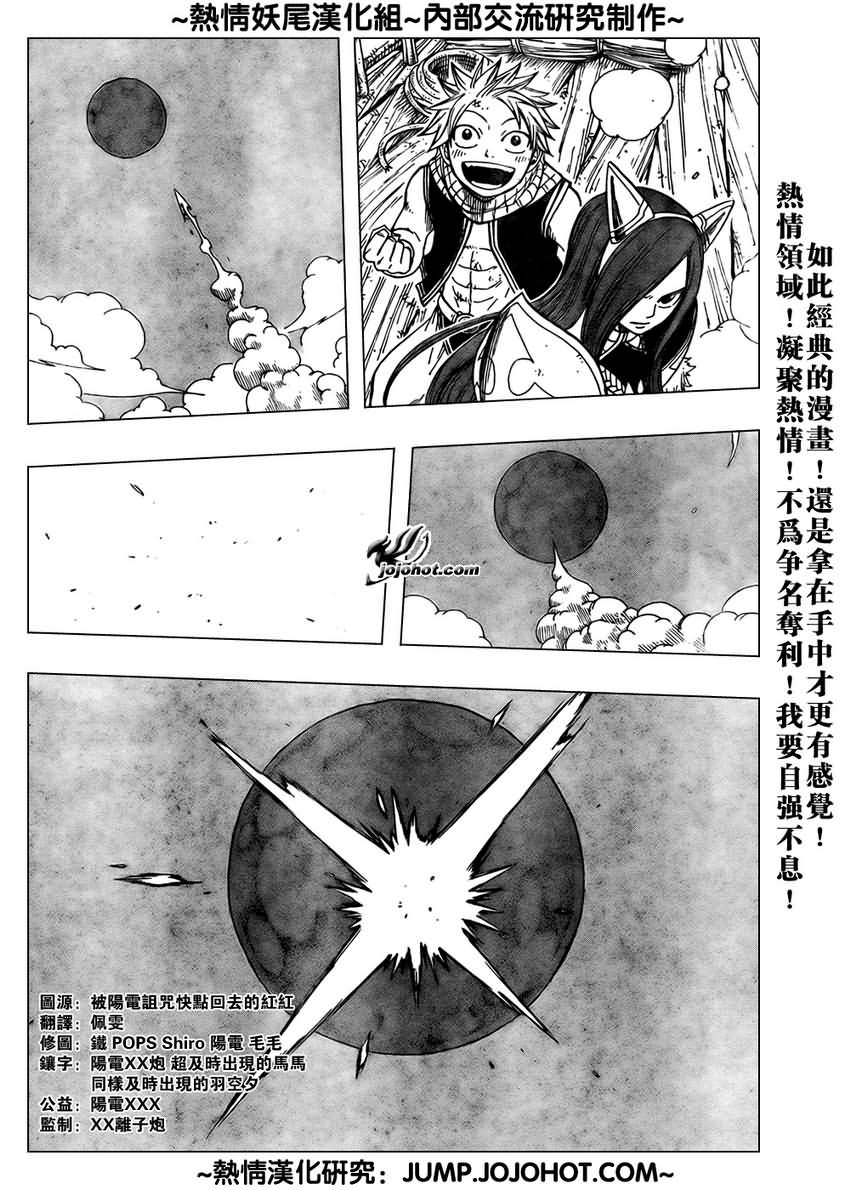 ~熱情妖尾漢化組~內部交流研究制作~
如此經典的漫畫！還是拿在手中才更有感覺！
熱情領域！凝聚熱情！不爲争名奪利！我要自强不息！
jojohot.com
圖源：被陽電詛咒快點回去的紅紅
翻譯：佩雯
修圖：鐵 POPS Shiro 陽電 毛毛
鑲字：陽電XX炮 超及時出現的馬馬
同樣及時出現的羽空夕
公益：陽電XXX
監制：XX離子炮
~熱情漢化研究：JUMP.JOJOHOT.COM~